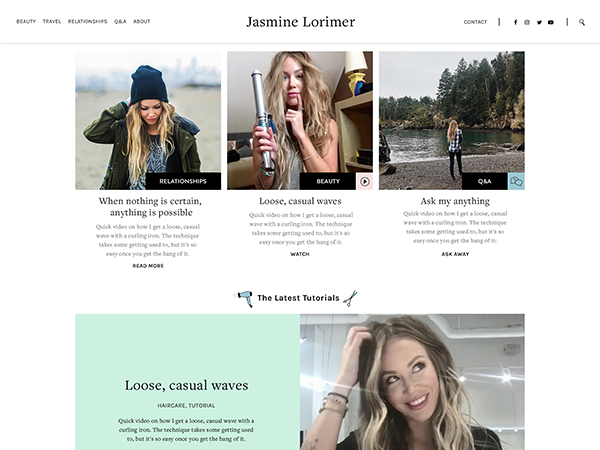 BEAUTY TRAVEL RELATIONSHIPS Q&A ABOUT
Jasmine Lorimer
CONTACT
RELATIONSHIPS
When nothing is certain,
anything is possible
Quick video on how I get a loose, casual
wave with a curling iron. The technique
takes some getting used to, but it's so
easy once you get the hang of it.
READ MORE
BEAUTY
Loose, casual waves
Quick video on how I get a loose, casual
wave with a curling iron. The technique
takes some getting used to, but it's so
easy once you get the hang of it.
WATCH
Q&A
Ask my anything
Quick video on how I get a loose, casual
wave with a curling iron. The technique
takes some getting used to, but it's so
easy once you get the hang of it.
ASK AWAY
The Latest Tutorials
Loose, casual waves
HAIRCARE, TUTORIAL
Quick video on how I get a loose, casual wave with a
curling iron. The technique takes some getting used to,
but it's so easy once you get the hang of it.